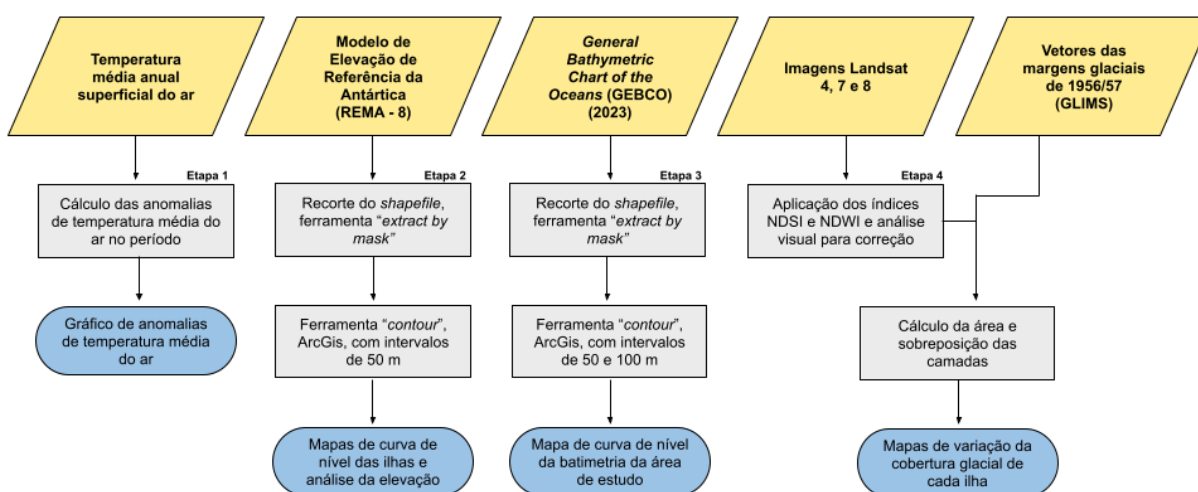 Temperatura
média anual
superficial do ar
Modelo de
Elevação de
Referência da
Antártica
(REMA - 8)
General
Bathymetric
Chart of the
Oceans (GEBCO)
(2023)
Imagens Landsat
4, 7 e 8
Vetores das
margens glaciais
de 1956/57
(GLIMS)
Etapa 1
Cálculo das anomalias
de temperatura média do
ar no período
Gráfico de anomalias
de temperatura média
do ar
Etapa 2
Recorte do shapefile,
ferramenta “extract by
mask”
Ferramenta “contour”,
ArcGis, com intervalos
de 50 m
Mapas de curva de
nível das ilhas e
análise da elevação
Etapa 3
Recorte do shapefile,
ferramenta “extract by
mask”
Ferramenta “contour”,
ArcGis, com intervalos
de 50 e 100 m
Mapa de curva de nível
da batimetria da área
de estudo
Etapa 4
Aplicação dos índices
NDSI e NDWI e análise
visual para correção
Cálculo da área e
sobreposição das
camadas
Mapas de variação da
cobertura glacial de
cada ilha